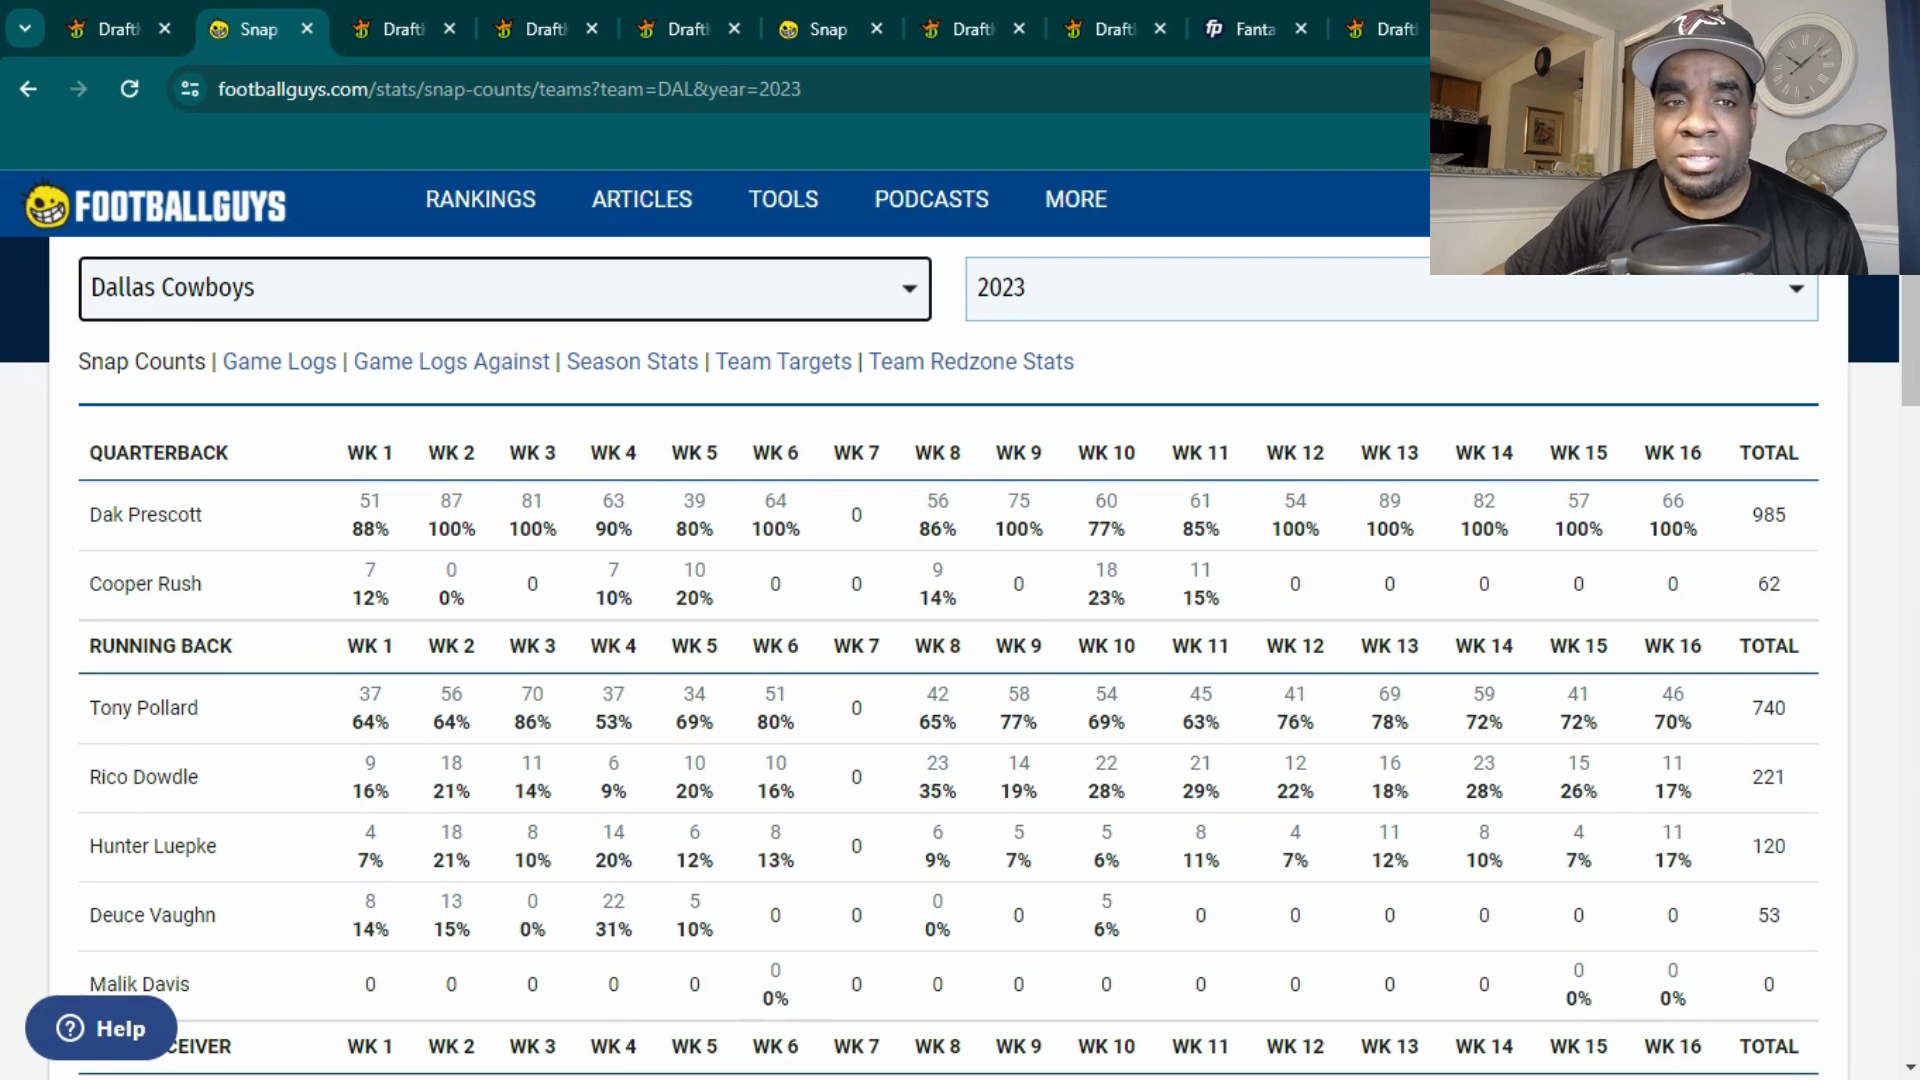 Draft
Snap
Draft
Draft
Draft
Snap
Draft
Draft
fp Fanta
Draft
footballguys.com/stats/snap-counts/teams?team=DAL&year=2023
FOOTBALLGUYS RANKINGS ARTICLES TOOLS PODCASTS MORE
Dallas Cowboys
2023
Snap Counts | Game Logs | Game Logs Against | Season Stats | Team Targets | Team Redzone Stats
QUARTERBACK WK 1 WK 2 WK 3 WK 4 WK 5 WK 6 WK 7 WK 8 WK 9 WK 10 WK 11 WK 12 WK 13 WK 14 WK 15 WK 16 TOTAL
51 87 81 63 39 64 56 75 60 61 54 89 82 57 66
Dak Prescott 0 985
88% 100% 100% 90% 80% 100% 86% 100% 77% 85% 100% 100% 100% 100% 100%
7 0 7 10 9 18 11
Cooper Rush 0 0 0 0 0 0 0 0 0 62
12% 0% 10% 20% 14% 23% 15%
RUNNING BACK WK 1 WK 2 WK 3 WK 4 WK 5 WK 6 WK 7 WK 8 WK 9 WK 10 WK 11 WK 12 WK 13 WK 14 WK 15 WK 16 TOTAL
37 56 70 37 34 51 42 58 54 45 41 69 59 41 46
Tony Pollard 0 740
64% 64% 86% 53% 69% 80% 65% 77% 69% 63% 76% 78% 72% 72% 70%
9 18 11 6 10 10 23 14 22 21 12 16 23 15 11
Rico Dowdle 0 221
16% 21% 14% 9% 20% 16% 35% 19% 28% 29% 22% 18% 28% 26% 17%
4 18 8 14 6 8 6 5 5 8 4 11 8 4 11
Hunter Luepke 0 120
7% 21% 10% 20% 12% 13% 9% 7% 6% 11% 7% 12% 10% 7% 17%
8 13 0 22 5 0 5
Deuce Vaughn 0 0 0 0 0 0 0 0 0 53
14% 15% 0% 31% 10% 0% 6%
0 0 0
Malik Davis 0 0 0 0 0 0 0 0 0 0 0 0 0 0
0% 0% 0%
Help
CEIVER WK 1 WK 2 WK 3 WK 4 WK 5 WK 6 WK 7 WK 8 WK 9 WK 10 WK 11 WK 12 WK 13 WK 14 WK 15 WK 16 TOTAL